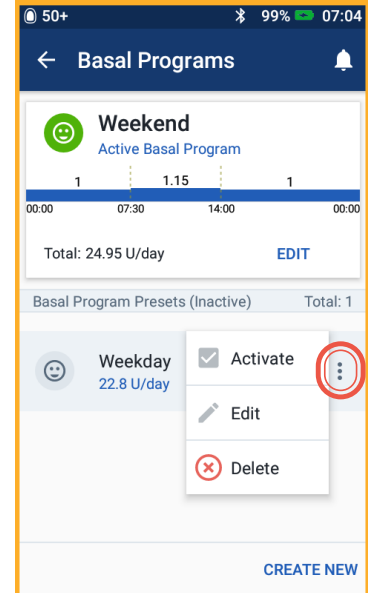 50+ 99% 07:04
Basal Programs
Weekend
Active Basal Program
1 1.15 1
00:00 07:30 14:00 00:00
Total: 24.95 U/day EDIT
Basal Program Presets (Inactive) Total: 1
Weekday
22.8 U/day
Activate
Edit
Delete
CREATE NEW